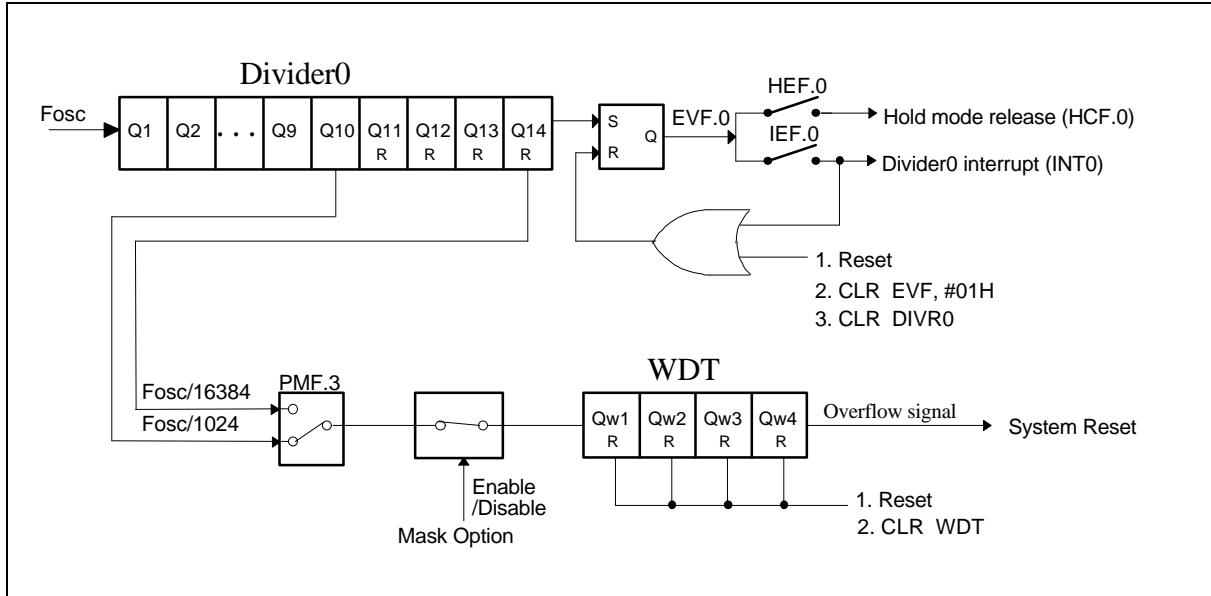 Divider0
HEF.0
Fosc
EVF.0
Hold mode release (HCF.0)
Q1 Q2 . . . Q9 Q10 Q11 Q12 Q13 Q14
R R R R
S
R
Q
IEF.0
Divider0 interrupt (INT0)
1. Reset
2. CLR EVF, #01H
3. CLR DIVR0
WDT
Fosc/16384
PMF.3
Fosc/1024
Qw1 Qw2 Qw3 Qw4
R R R R
Overflow signal
System Reset
Enable
/Disable
Mask Option
1. Reset
2. CLR WDT